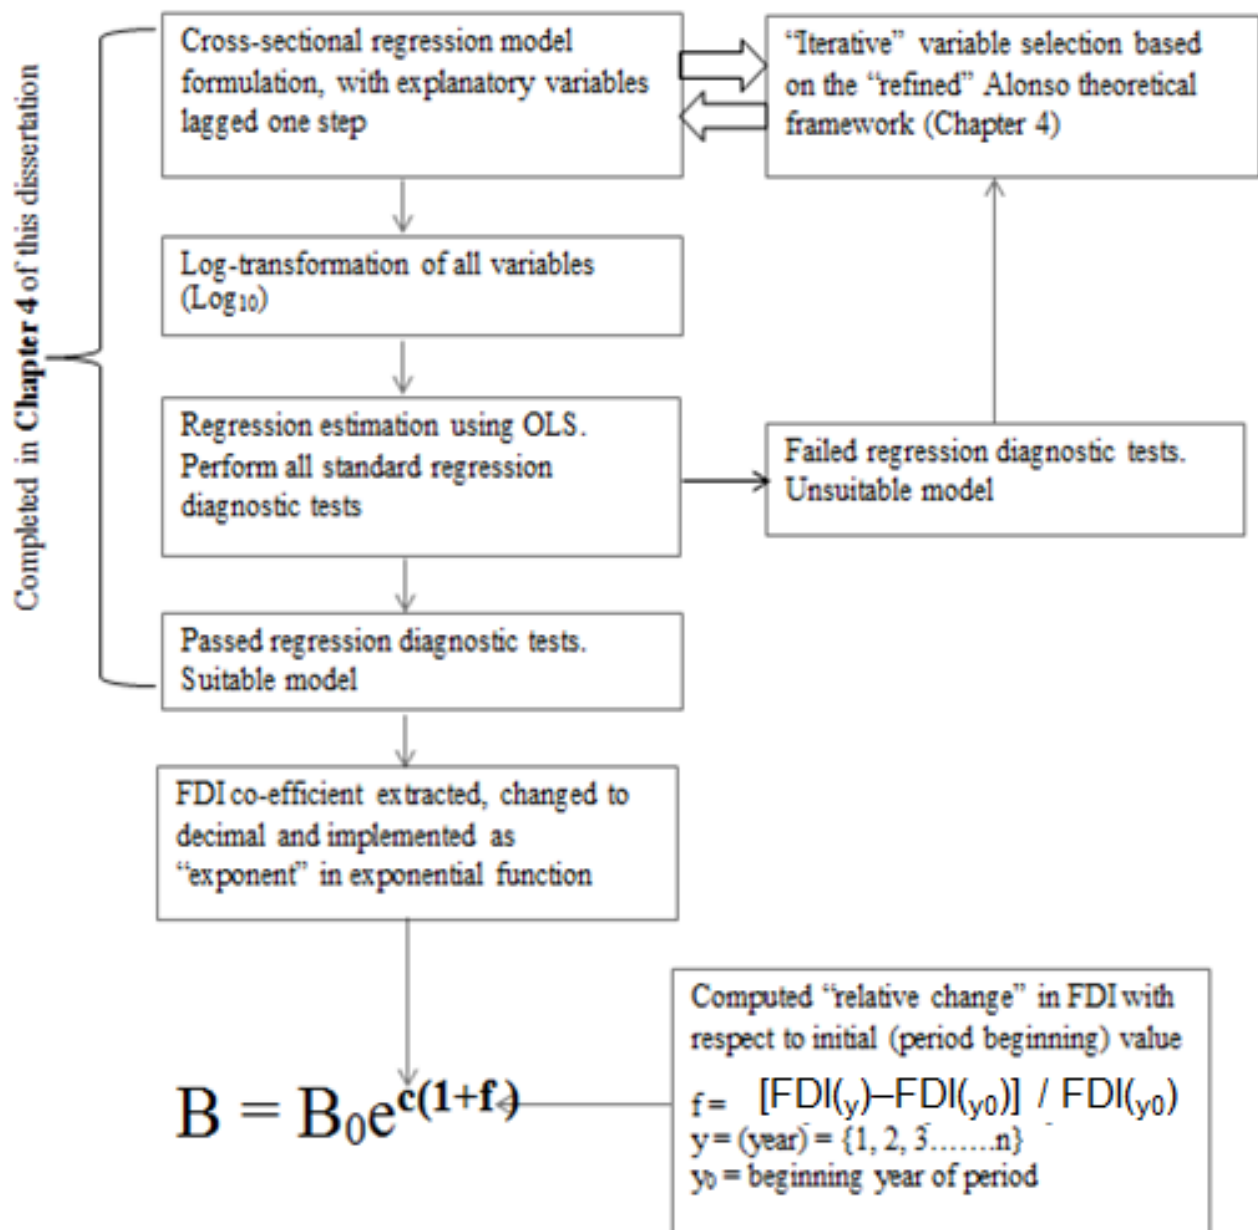 Completed in Chapter 4 of this dissertation
Cross-sectional regression model
formulation, with explanatory variables
lagged one step
“Iterative” variable selection based
on the “refined” Alonso theoretical
framework (Chapter 4)
Log-transformation of all variables
(Log₁₀)
Regression estimation using OLS.
Perform all standard regression
diagnostic tests
Failed regression diagnostic tests.
Unsuitable model
Passed regression diagnostic tests.
Suitable model
FDI co-efficient extracted, changed to
decimal and implemented as
“exponent” in exponential function
B = B₀e^c(1+f)
Computed “relative change” in FDI with
respect to initial (period beginning) value
f = [FDI(y)–FDI(y0)] / FDI(y0)
y = (year) = {1, 2, 3…….n}
y₀ = beginning year of period